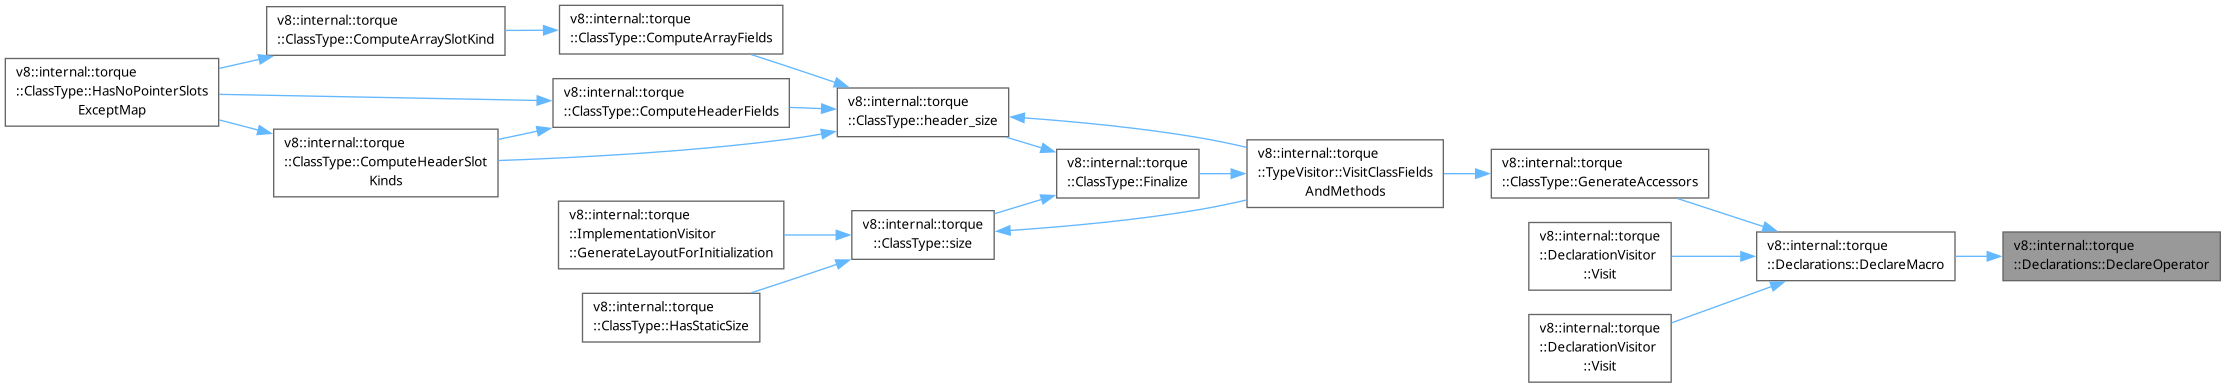 v8::internal::torque
::ClassType::HasNoPointerSlots
ExceptMap
v8::internal::torque
::ClassType::ComputeArraySlotKind
v8::internal::torque
::ClassType::ComputeHeaderSlot
Kinds
v8::internal::torque
::ClassType::ComputeArrayFields
v8::internal::torque
::ClassType::ComputeHeaderFields
v8::internal::torque
::ImplementationVisitor
::GenerateLayoutForInitialization
v8::internal::torque
::ClassType::HasStaticSize
v8::internal::torque
::ClassType::header_size
v8::internal::torque
::ClassType::size
v8::internal::torque
::ClassType::Finalize
v8::internal::torque
::TypeVisitor::VisitClassFields
AndMethods
v8::internal::torque
::ClassType::GenerateAccessors
v8::internal::torque
::DeclarationVisitor
::Visit
v8::internal::torque
::DeclarationVisitor
::Visit
v8::internal::torque
::Declarations::DeclareMacro
v8::internal::torque
::Declarations::DeclareOperator